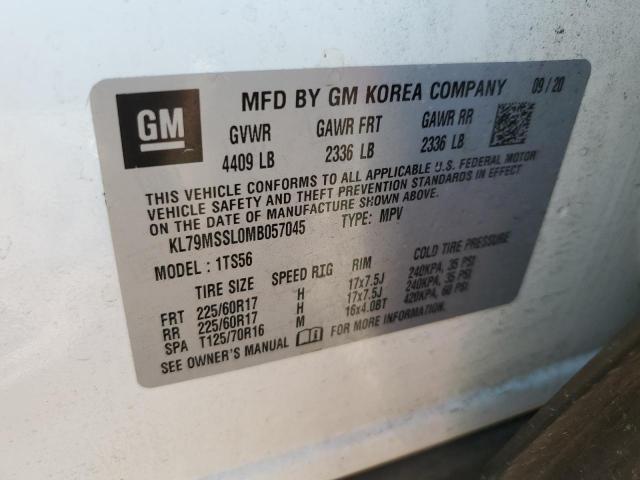 GM
MFD BY GM KOREA COMPANY 09/20
GVWR GAWR FRT GAWR RR
4409 LB 2336 LB 2336 LB
THIS VEHICLE CONFORMS TO ALL APPLICABLE U.S. FEDERAL MOTOR
VEHICLE SAFETY AND THEFT PREVENTION STANDARDS IN EFFECT
ON THE DATE OF MANUFACTURE SHOWN ABOVE.
KL79MSSL0MB057045 TYPE: MPV
MODEL : 1TS56
TIRE SIZE SPEED RTG RIM COLD TIRE PRESSURE
FRT 225/60R17 H 17x7.5J 240KPA, 35 PSI
RR 225/60R17 H 17x7.5J 240KPA, 35 PSI
SPA T125/70R16 M 16x4.0BT 420KPA, 60 PSI
SEE OWNER'S MANUAL FOR MORE INFORMATION.